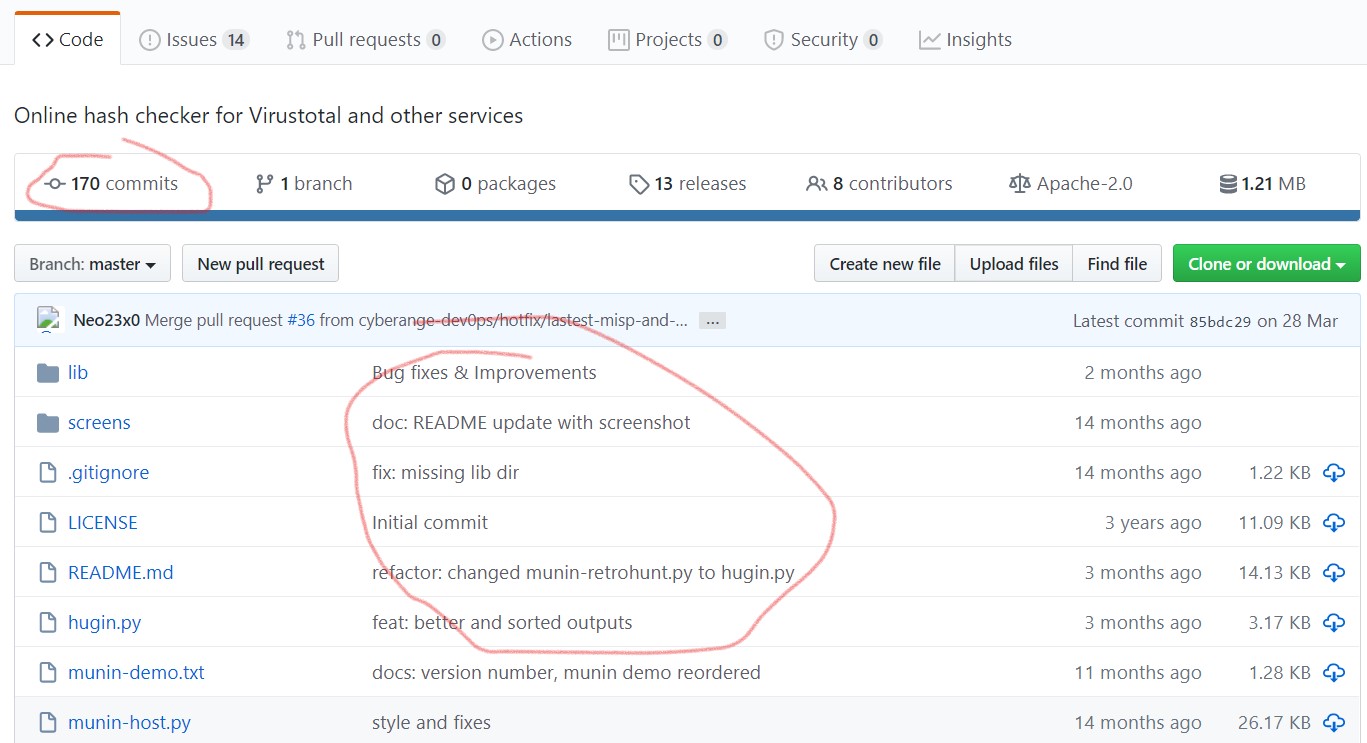 Code Issues 14 Pull requests 0 Actions Projects 0 Security 0 Insights
Online hash checker for Virustotal and other services
170 commits 1 branch 0 packages 13 releases 8 contributors Apache-2.0 1.21 MB
Branch: master New pull request Create new file Upload files Find file Clone or download
Neo23x0 Merge pull request #36 from cyberange-dev0ps/hotfix/lastest-misp-and-... ... Latest commit 85bdc29 on 28 Mar
lib Bug fixes & Improvements 2 months ago
screens doc: README update with screenshot 14 months ago
.gitignore fix: missing lib dir 14 months ago 1.22 KB
LICENSE Initial commit 3 years ago 11.09 KB
README.md refactor: changed munin-retrohunt.py to hugin.py 3 months ago 14.13 KB
hugin.py feat: better and sorted outputs 3 months ago 3.17 KB
munin-demo.txt docs: version number, munin demo reordered 11 months ago 1.28 KB
munin-host.py style and fixes 14 months ago 26.17 KB